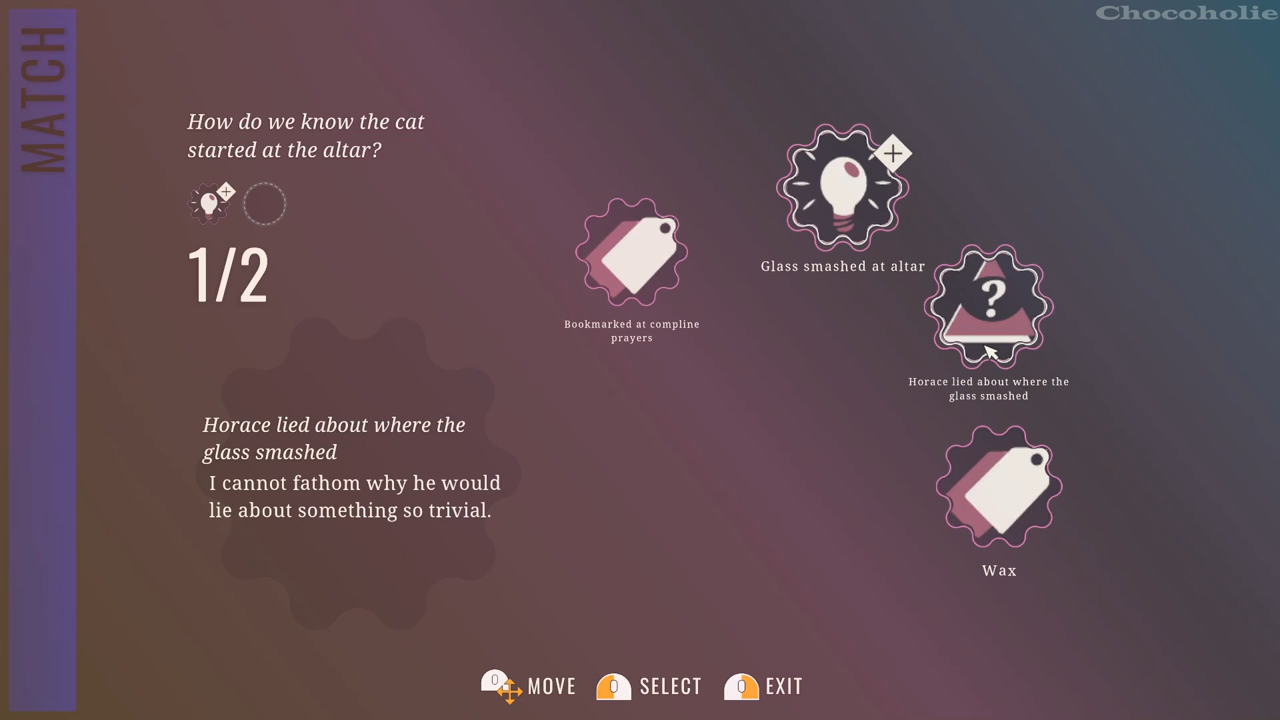 Chocoholie
MATCH
How do we know the cat
started at the altar?
1/2
Glass smashed at altar
Bookmarked at compline
prayers
?
Horace lied about where the
glass smashed
Wax
Horace lied about where the
glass smashed
I cannot fathom why he would
lie about something so trivial.
MOVE
SELECT
EXIT